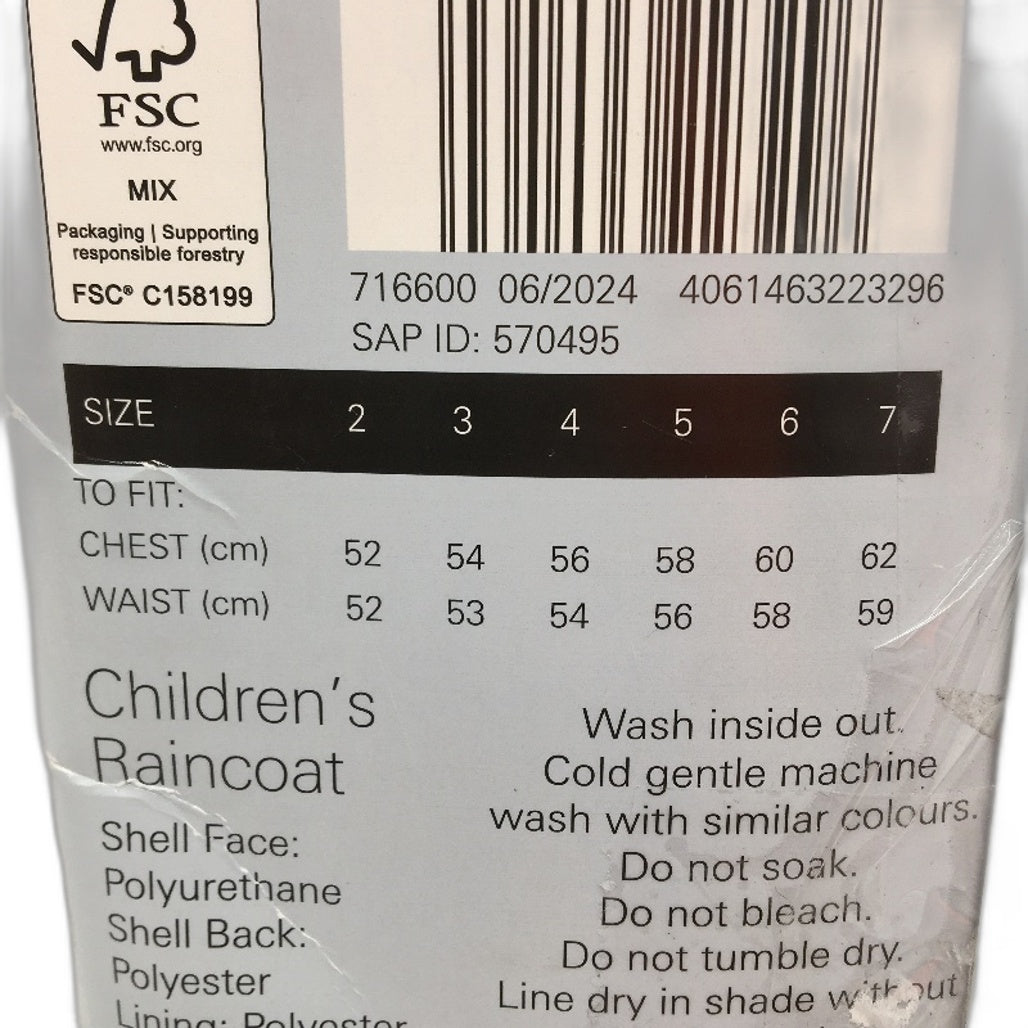 FSC
www.fsc.org
MIX
Packaging | Supporting
responsible forestry
FSC® C158199
716600 06/2024 4061463223296
SAP ID: 570495
SIZE 2 3 4 5 6 7
TO FIT:
CHEST (cm) 52 54 56 58 60 62
WAIST (cm) 52 53 54 56 58 59
Children's
Raincoat
Shell Face:
Polyurethane
Shell Back:
Polyester
Lining: Polyester
Wash inside out.
Cold gentle machine
wash with similar colours.
Do not soak.
Do not bleach.
Do not tumble dry.
Line dry in shade without